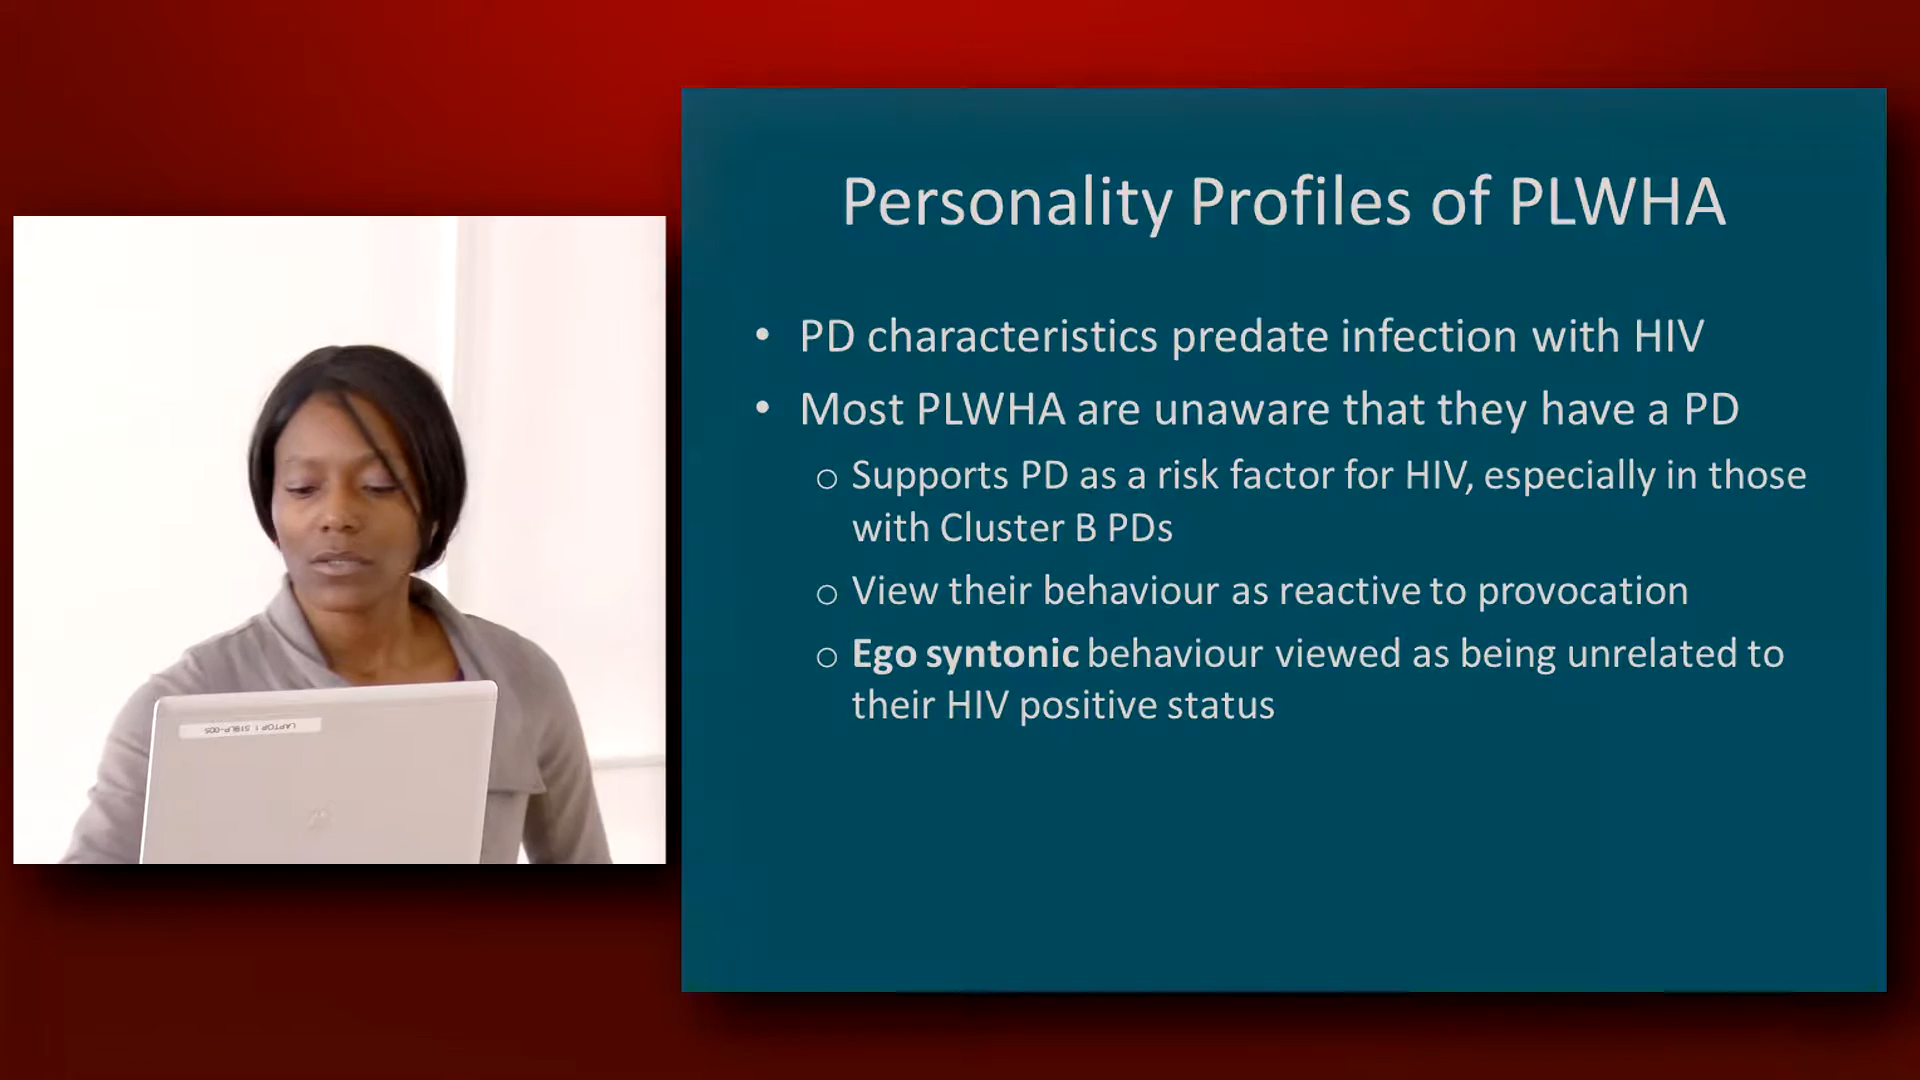 Personality Profiles of PLWHA
• PD characteristics predate infection with HIV
• Most PLWHA are unaware that they have a PD
o Supports PD as a risk factor for HIV, especially in those
with Cluster B PDs
o View their behaviour as reactive to provocation
o Ego syntonic behaviour viewed as being unrelated to
their HIV positive status